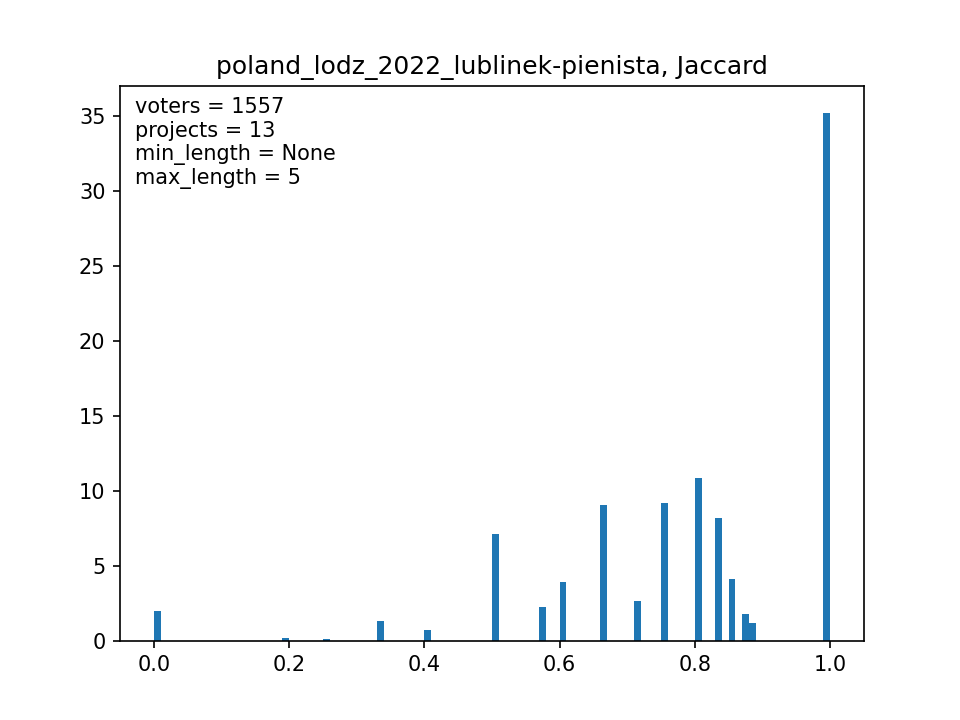 poland_lodz_2022_lublinek-pienista, Jaccard
voters = 1557
projects = 13
min_length = None
max_length = 5
35
30
25
20
15
10
5
0
0.0 0.2 0.4 0.6 0.8 1.0